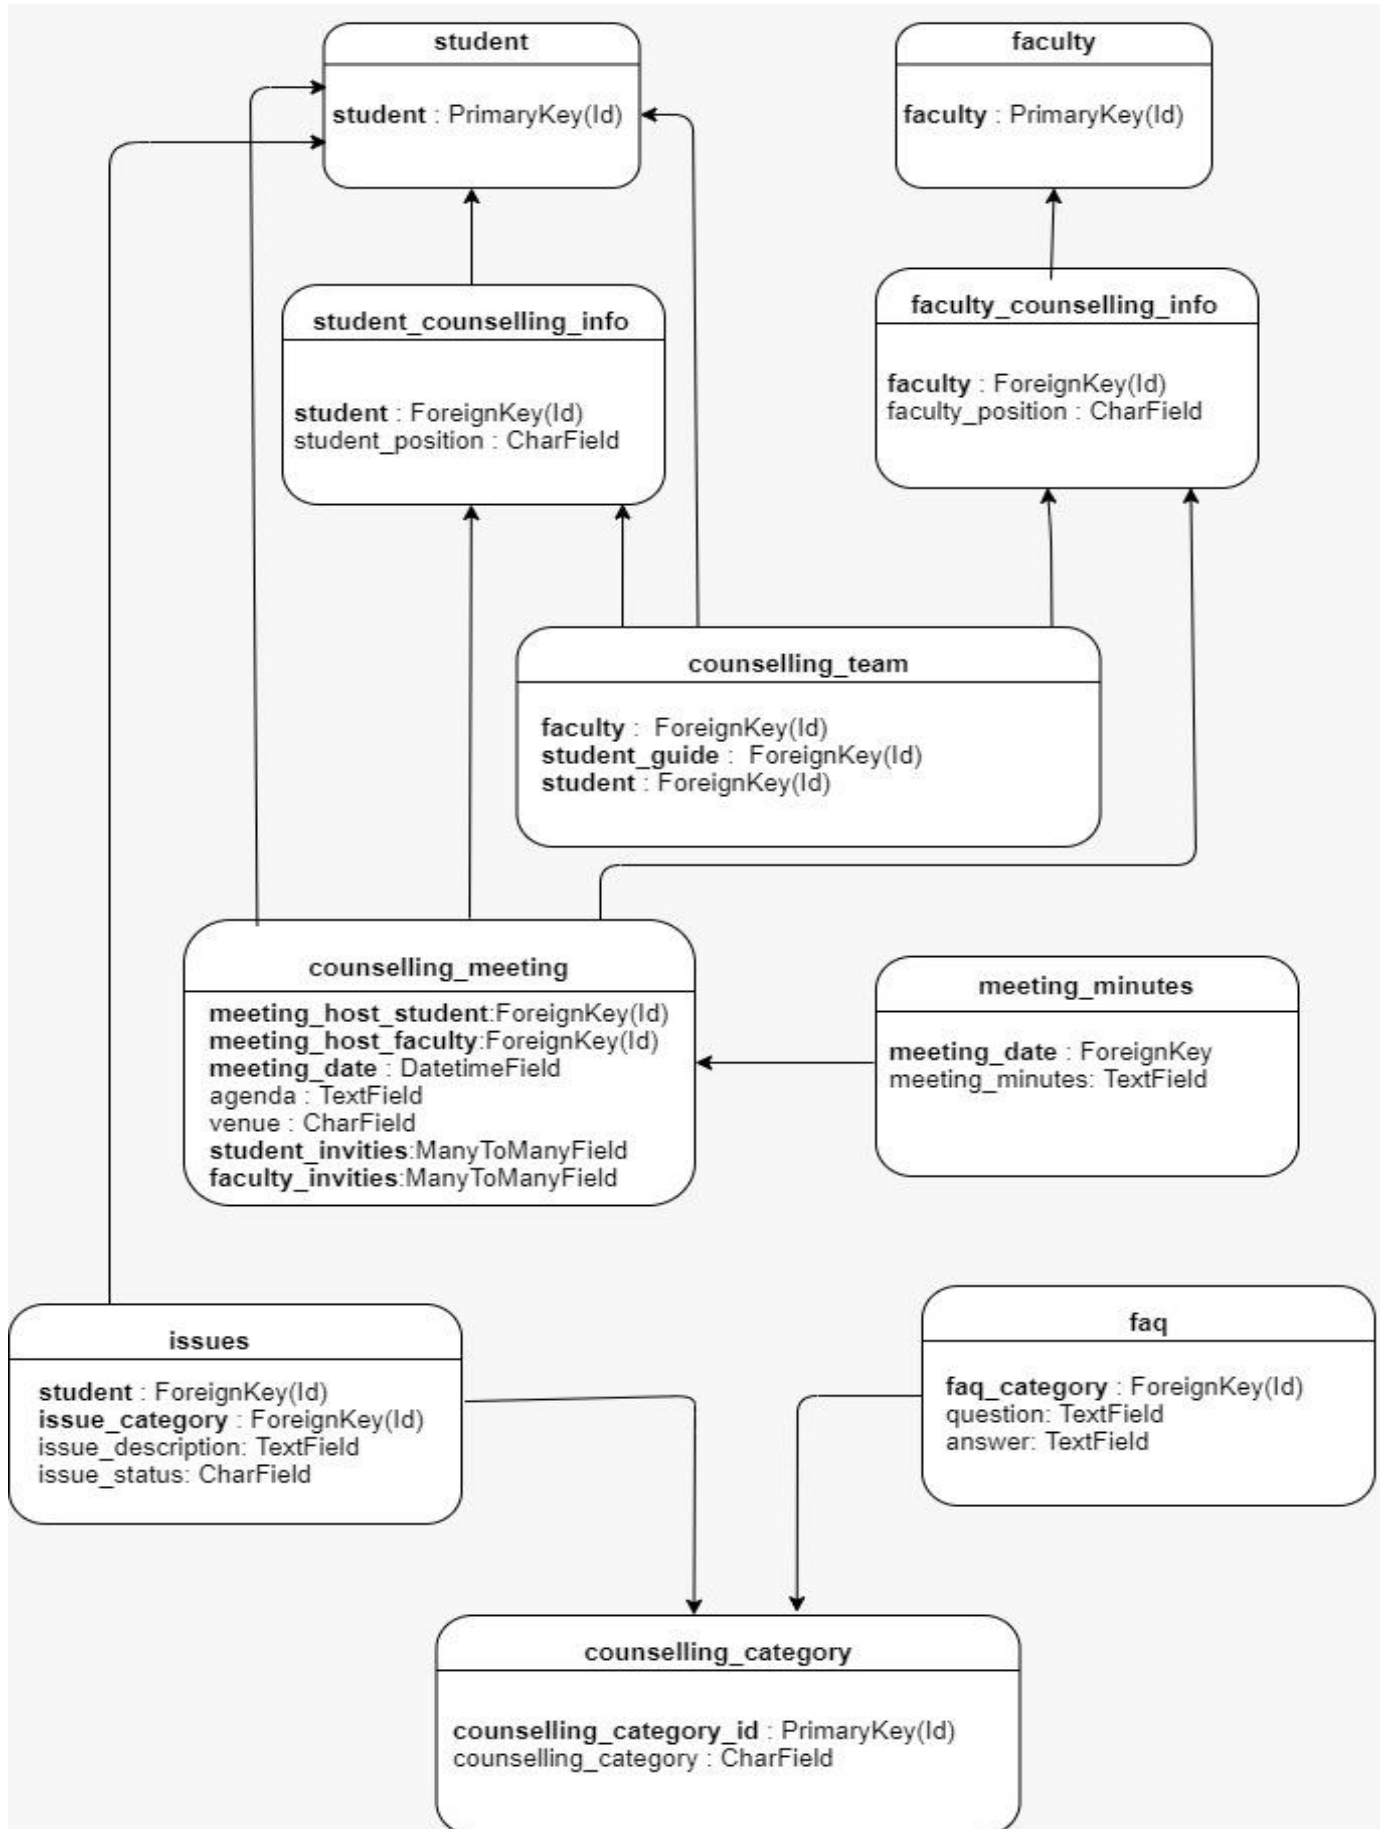 student
student : PrimaryKey(Id)
faculty
faculty : PrimaryKey(Id)
student_counselling_info
student : ForeignKey(Id)
student_position : CharField
faculty_counselling_info
faculty : ForeignKey(Id)
faculty_position : CharField
counselling_team
faculty :  ForeignKey(Id)
student_guide :  ForeignKey(Id)
student : ForeignKey(Id)
counselling_meeting
meeting_host_student:ForeignKey(Id)
meeting_host_faculty:ForeignKey(Id)
meeting_date : DatetimeField
agenda : TextField
venue : CharField
student_invities:ManyToManyField
faculty_invities:ManyToManyField
meeting_minutes
meeting_date : ForeignKey
meeting_minutes: TextField
issues
student : ForeignKey(Id)
issue_category : ForeignKey(Id)
issue_description: TextField
issue_status: CharField
faq
faq_category : ForeignKey(Id)
question: TextField
answer: TextField
counselling_category
counselling_category_id : PrimaryKey(Id)
counselling_category : CharField